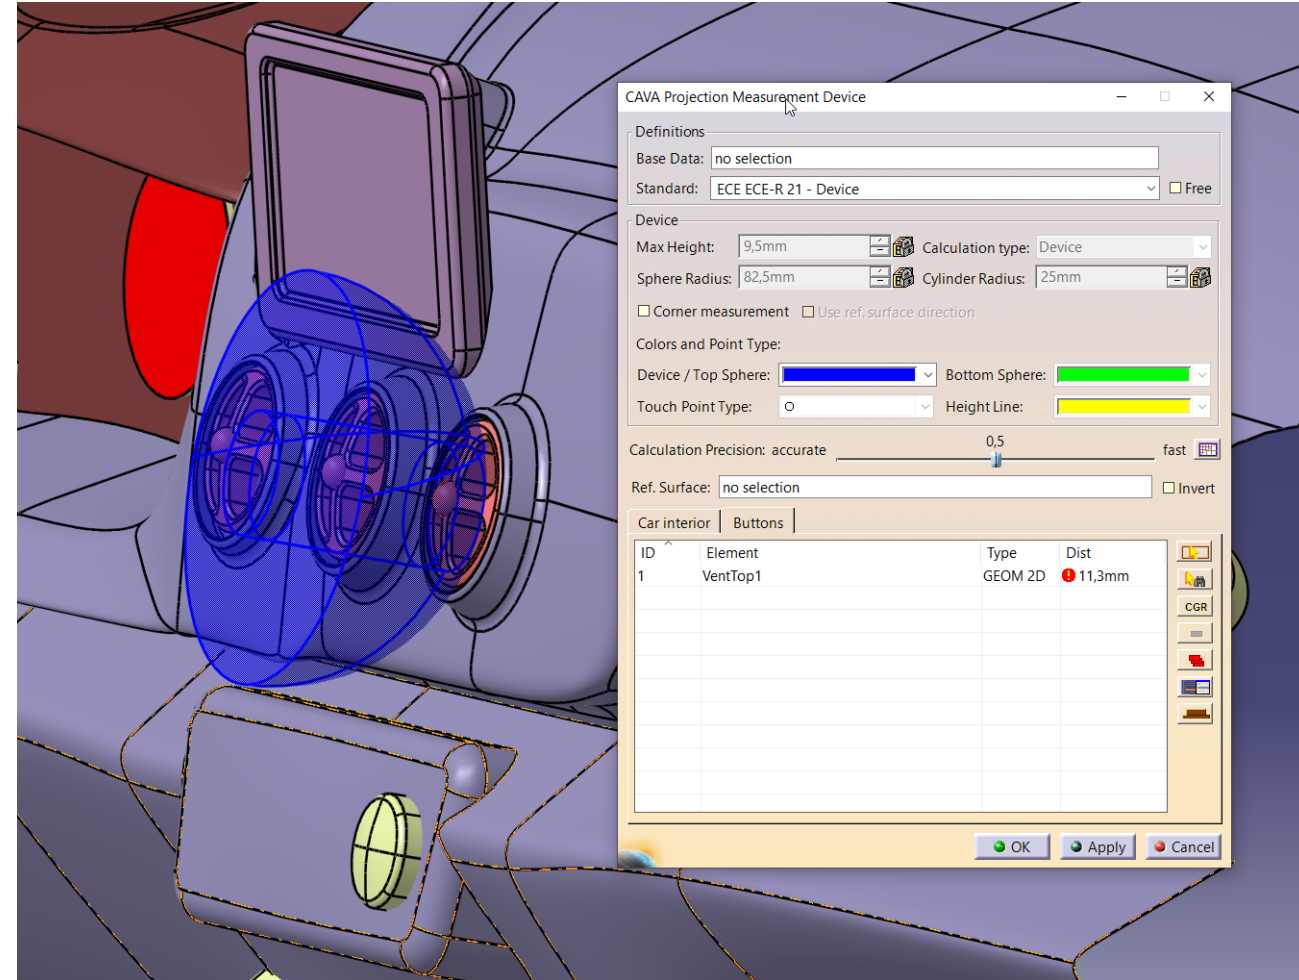 CAVA Projection Measurement Device
Definitions
Base Data: no selection
Standard: ECE ECE-R 21 - Device Free
Device
Max Height: 9,5mm Calculation type: Device
Sphere Radius: 82,5mm Cylinder Radius: 25mm
Corner measurement Use ref. surface direction
Colors and Point Type:
Device / Top Sphere: Bottom Sphere:
Touch Point Type: Height Line:
0,5
Calculation Precision: accurate fast
Ref. Surface: no selection Invert
Car interior Buttons
ID Element Type Dist
1 VentTop1 GEOM 2D 11,3mm
CGR
OK Apply Cancel